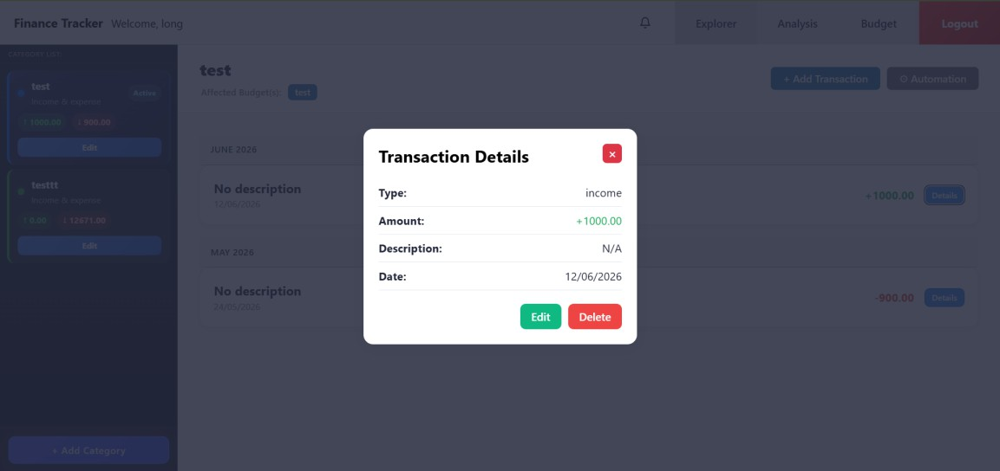 Finance Tracker Welcome, long
Explorer
Analysis
Budget
Logout
CATEGORY LIST
test
Active
Income & expense
↑ 1000.00 ↓ 900.00
Edit
testtt
Income & expense
↑ 0.00 ↓ 12671.00
Edit
+ Add Category
test
Affected Budget(s): test
+ Add Transaction
⚙ Automation
JUNE 2026
No description
12/06/2026
+1000.00 Details
MAY 2026
No description
24/05/2026
-900.00 Details
Transaction Details
×
Type: income
Amount: +1000.00
Description: N/A
Date: 12/06/2026
Edit Delete